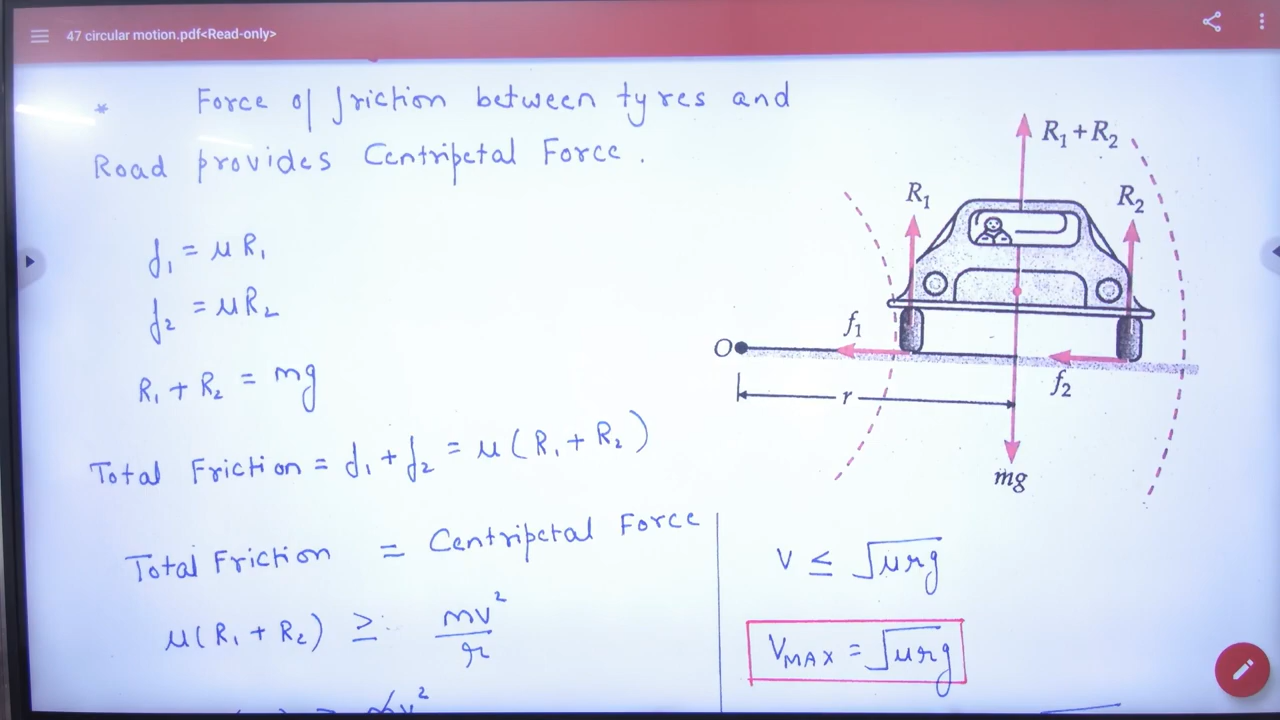 47 circular motion.pdf<Read-only>
* Force of friction between tyres and
Road provides Centripetal Force.
f₁ = μR₁
f₂ = μR₂
R₁ + R₂ = mg
Total Friction = f₁ + f₂ = μ(R₁ + R₂)
Total Friction = Centripetal Force
μ(R₁ + R₂) ≥ mv²/r
R₁ + R₂
R₁
R₂
f₁
O
f₂
r
mg
V ≤ √μrg
VMAX = √μrg